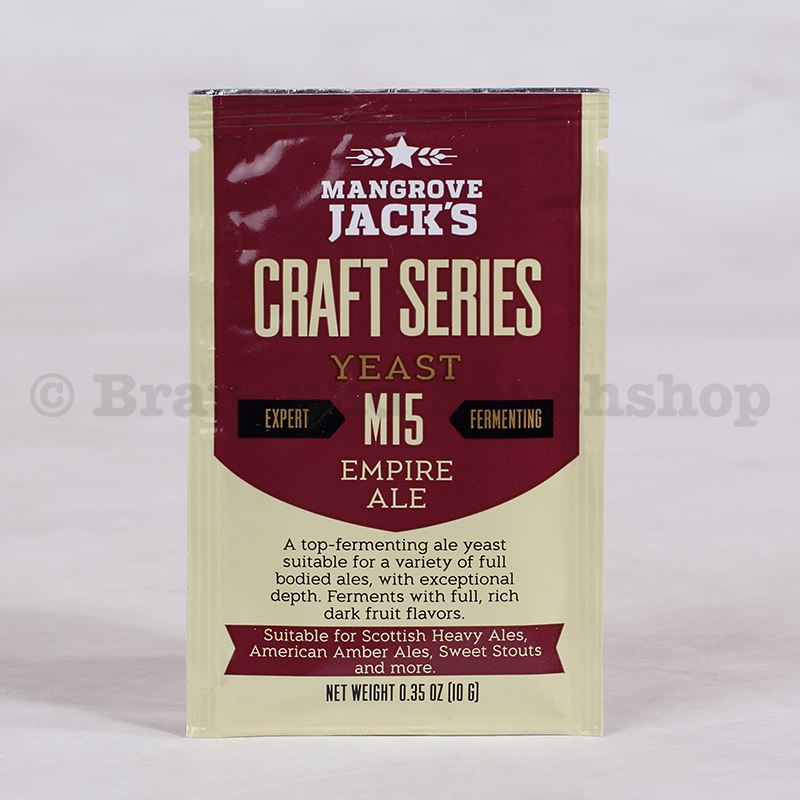 MANGROVE
JACK'S
CRAFT SERIES
YEAST
EXPERT M15 FERMENTING
EMPIRE
ALE
A top-fermenting ale yeast
suitable for a variety of full
bodied ales, with exceptional
depth. Ferments with full, rich
dark fruit flavors.
Suitable for Scottish Heavy Ales,
American Amber Ales, Sweet Stouts
and more.
NET WEIGHT 0.35 OZ (10 G)
©